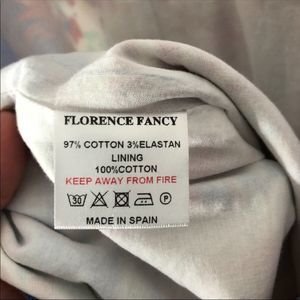 FLORENCE FANCY
97% COTTON 3%ELASTAN
LINING
100%COTTON
KEEP AWAY FROM FIRE
30 P
MADE IN SPAIN